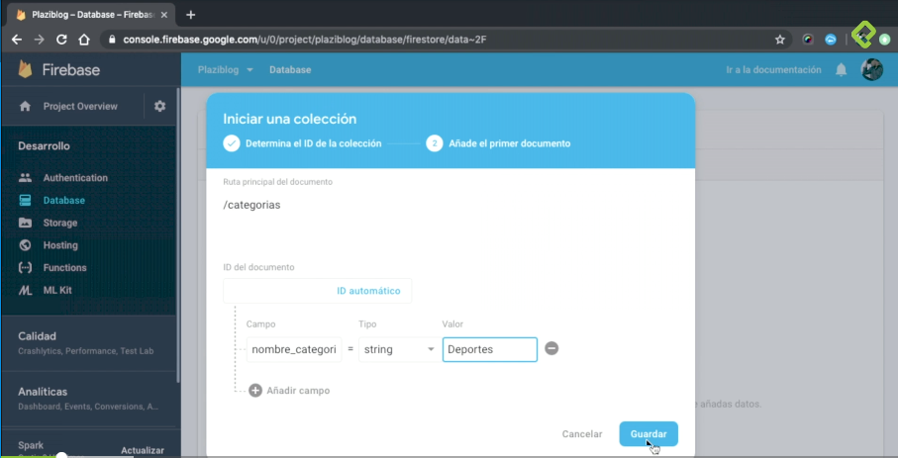 Plaziblog – Database – Firebas
console.firebase.google.com/u/0/project/plaziblog/database/firestore/data~2F
Firebase
Plaziblog
Database
Ir a la documentación
Project Overview
Desarrollo
Authentication
Database
Storage
Hosting
Functions
ML Kit
Calidad
Crashlytics, Performance, Test Lab
Analíticas
Dashboard, Events, Conversions, A...
Spark
Actualizar
Iniciar una colección
Determina el ID de la colección
2 Añade el primer documento
Ruta principal del documento
/categorias
ID del documento
ID automático
Campo Tipo Valor
nombre_categori = string Deportes
Añadir campo
e añadas datos.
Cancelar Guardar